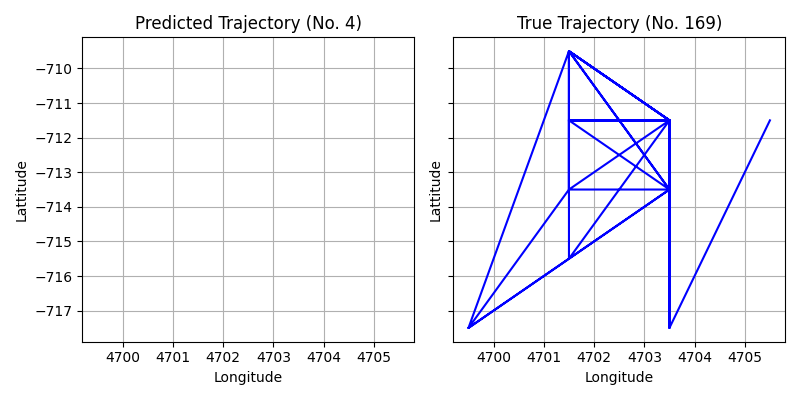 Predicted Trajectory (No. 4)
True Trajectory (No. 169)
−710
−711
−712
−713
−714
−715
−716
−717
Lattitude
Lattitude
4700 4701 4702 4703 4704 4705
4700 4701 4702 4703 4704 4705
Longitude
Longitude